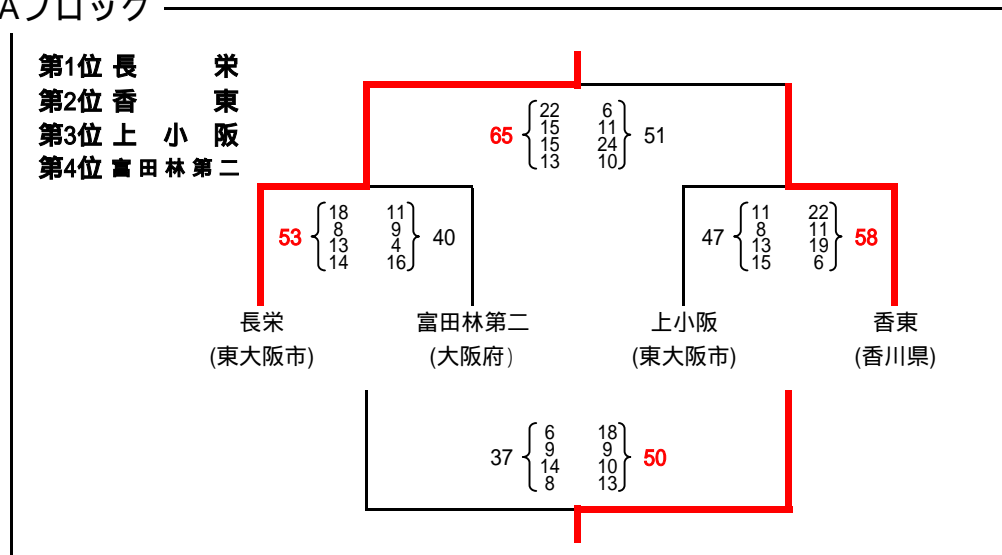 Aブロック
第1位 長 栄
第2位 香 東
第3位 上 小 阪
第4位 富田林第二
65 22 6 51
15 11
15 24
13 10
53 18 11 40
8 9
13 4
14 16
47 11 22 58
8 11
13 19
15 6
長栄 富田林第二 上小阪 香東
(東大阪市) (大阪府) (東大阪市) (香川県)
37 6 18 50
9 9
14 10
8 13